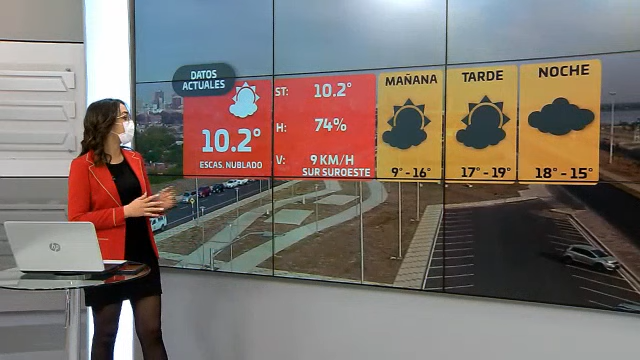 DATOS
ACTUALES
10.2°
ESCAS. NUBLADO
ST: 10.2°
H: 74%
V: 9 KM/H
SUR SUROESTE
MAÑANA
9° - 16°
TARDE
17° - 19°
NOCHE
18° - 15°
hp